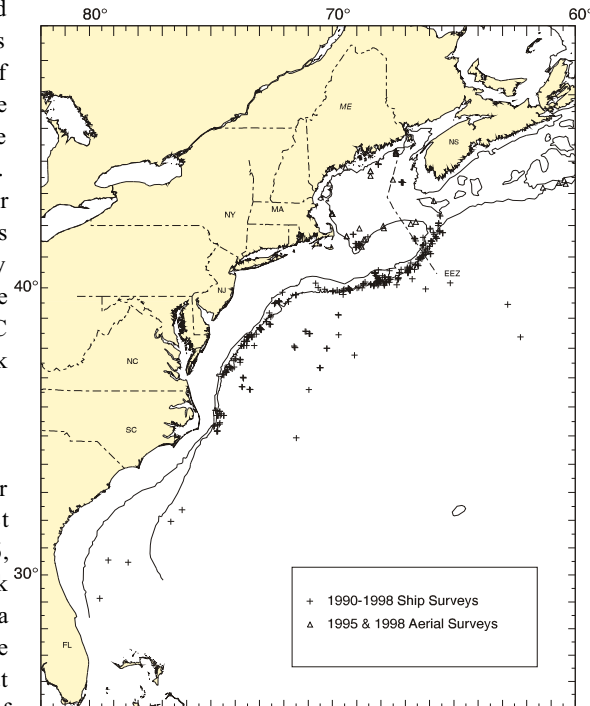 80° 70° 60°
ME
NS
NY
MA
40°
EEZ
NJ
NC
SC
30°
1990-1998 Ship Surveys
1995 & 1998 Aerial Surveys
FL